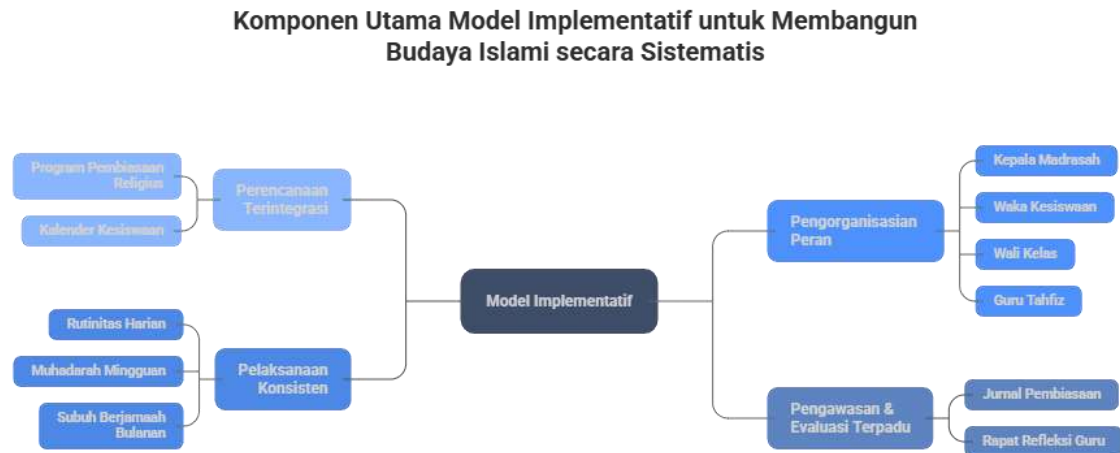 Komponen Utama Model Implementatif untuk Membangun
Budaya Islami secara Sistematis
Program Pembiasaan
Religius
Kalender Kesiswaan
Perencanaan
Terintegrasi
Rutinitas Harian
Muhadarah Mingguan
Subuh Berjamaah
Bulanan
Pelaksanaan
Konsisten
Model Implementatif
Pengorganisasian
Peran
Kepala Madrasah
Waka Kesiswaan
Wali Kelas
Guru Tahfiz
Pengawasan &
Evaluasi Terpadu
Jurnal Pembiasaan
Rapat Refleksi Guru